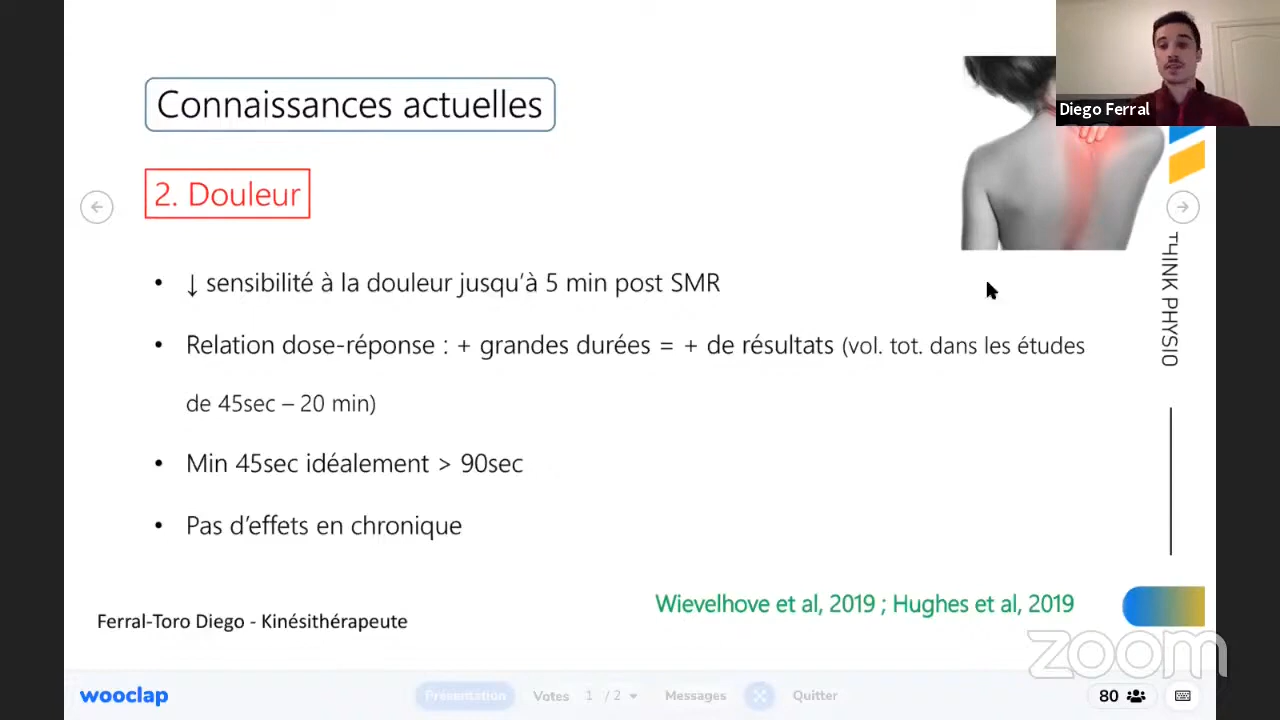 Connaissances actuelles
Diego Ferral
2. Douleur
• ↓ sensibilité à la douleur jusqu'à 5 min post SMR
• Relation dose-réponse : + grandes durées = + de résultats (vol. tot. dans les études
de 45sec – 20 min)
• Min 45sec idéalement > 90sec
• Pas d'effets en chronique
THINK PHYSIO
Wievelhove et al, 2019 ; Hughes et al, 2019
Ferral-Toro Diego - Kinésithérapeute
zoom
wooclap
Présentation
Votes 1 / 2
Messages
Quitter
80